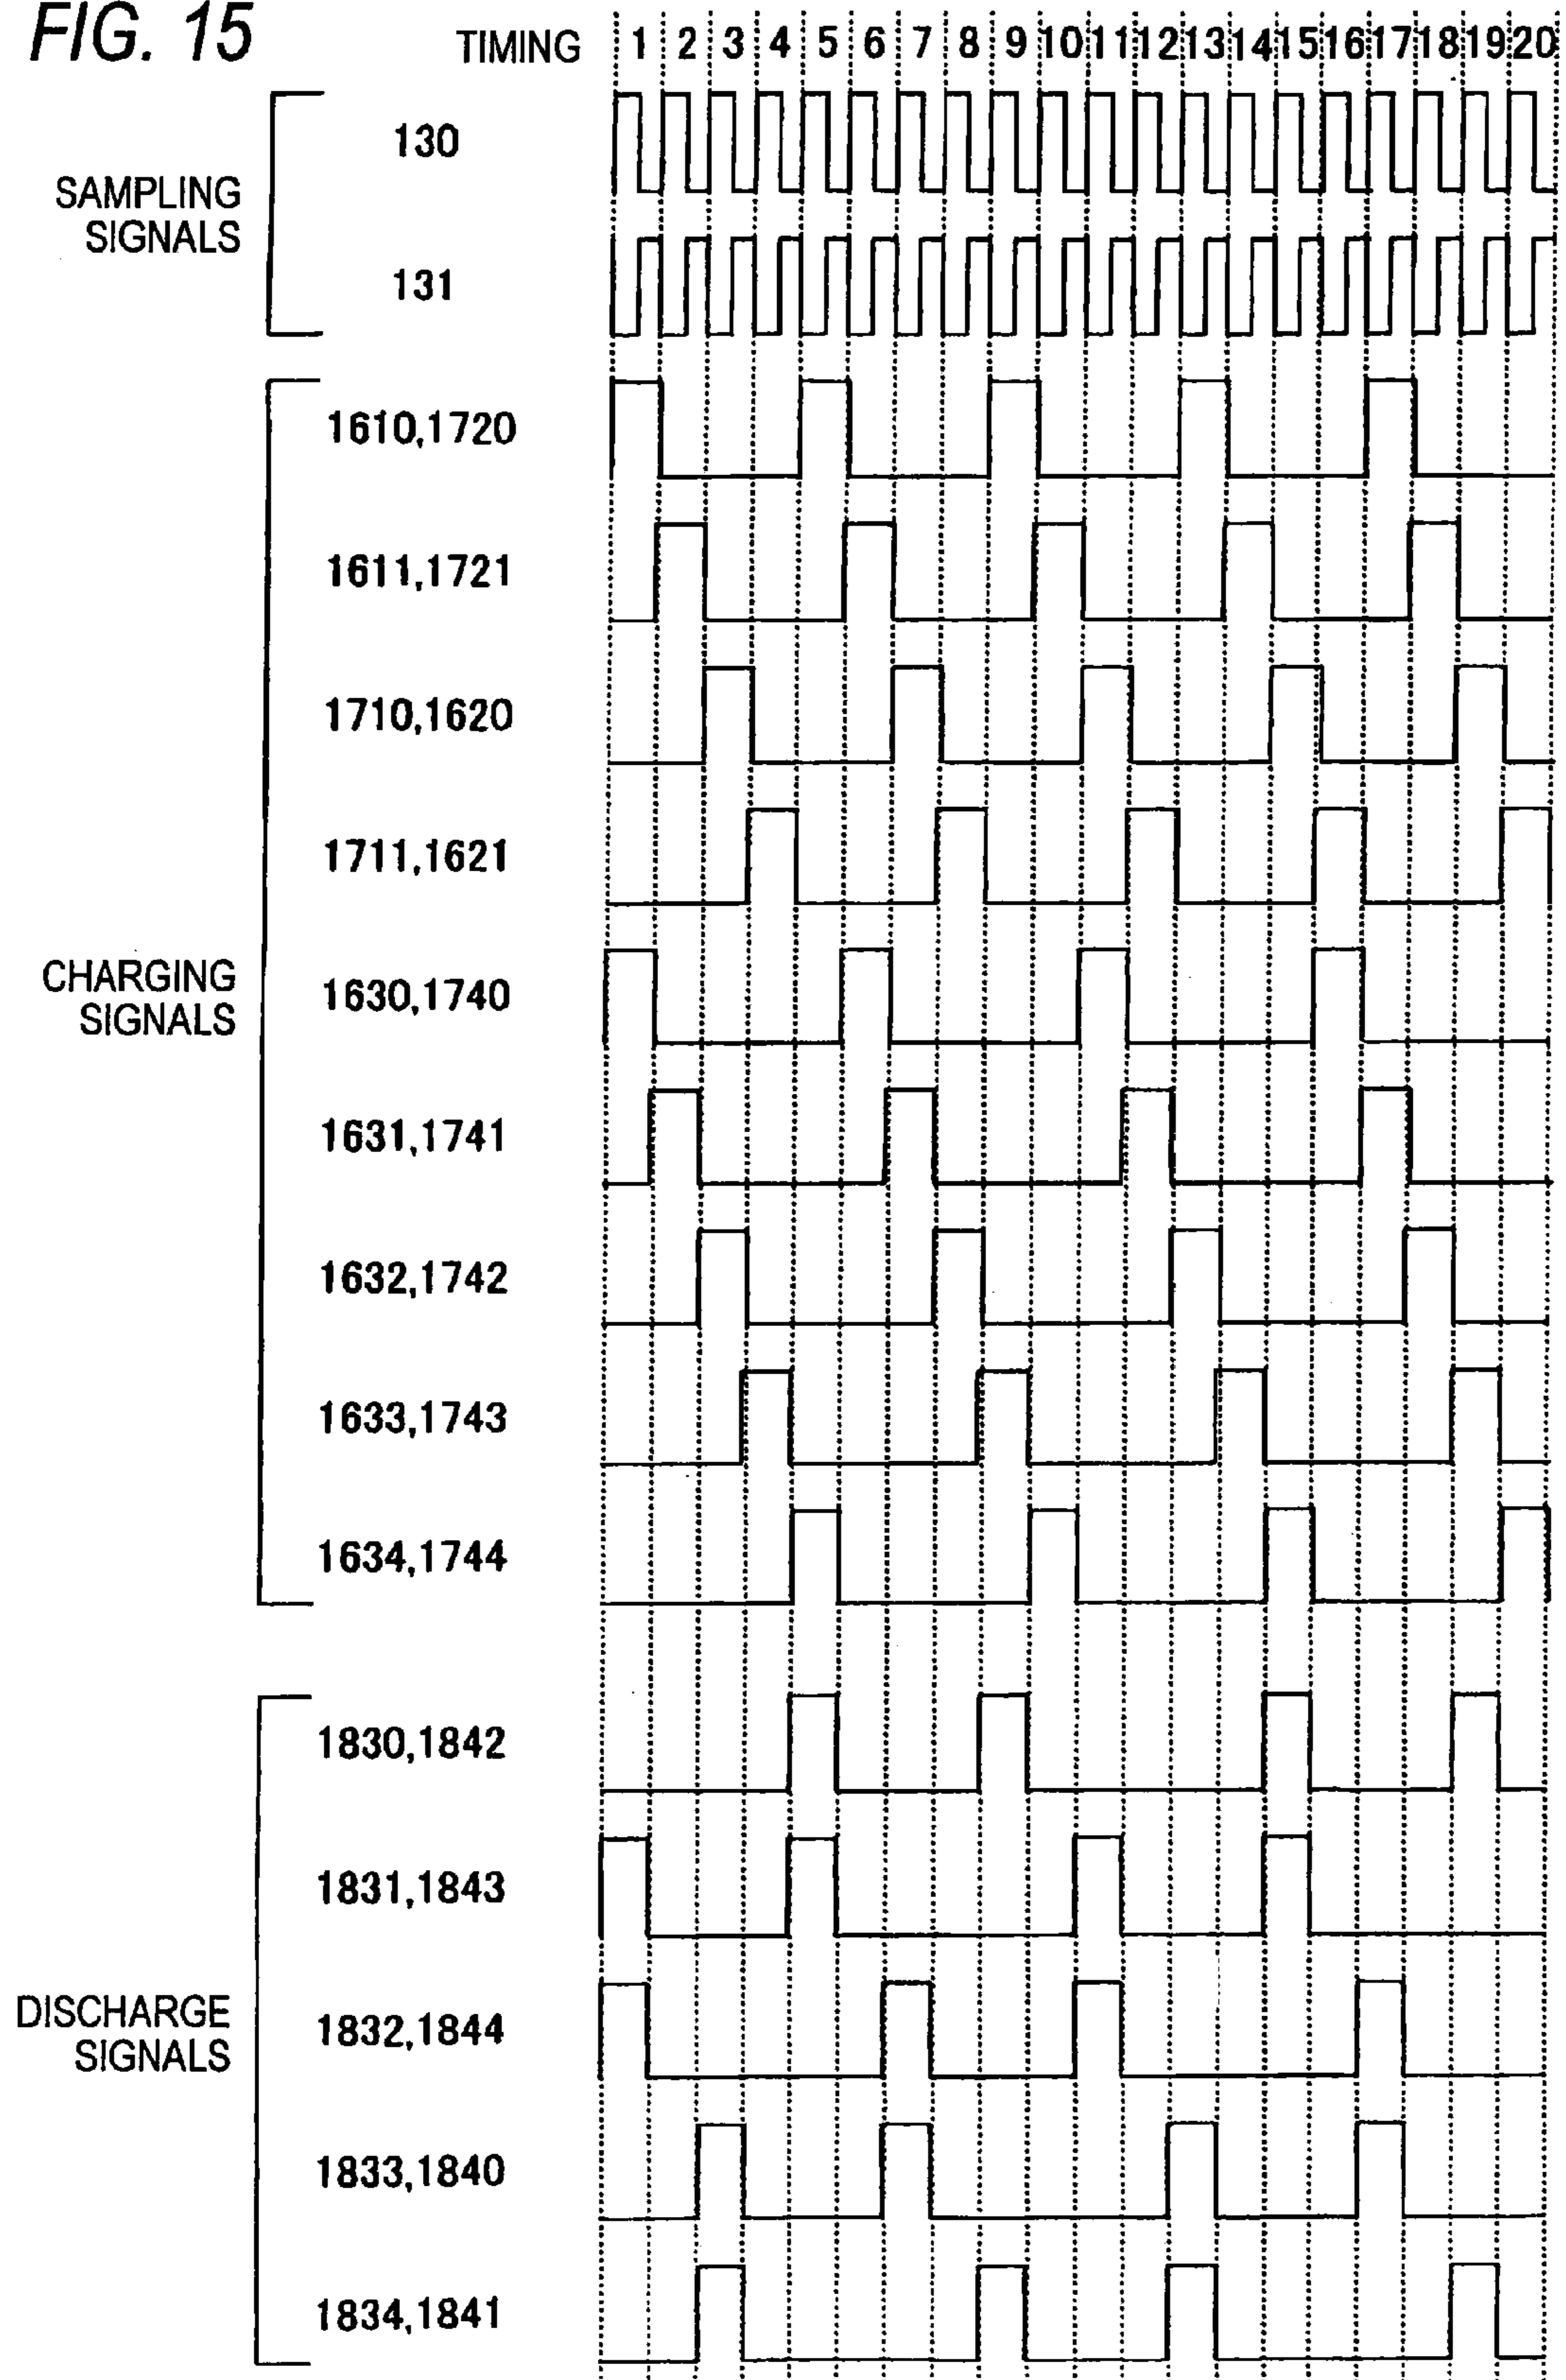 FIG. 15
TIMING 1 2 3 4 5 6 7 8 9 10 11 12 13 14 15 16 17 18 19 20
SAMPLING
SIGNALS
130
131
CHARGING
SIGNALS
1610,1720
1611,1721
1710,1620
1711,1621
1630,1740
1631,1741
1632,1742
1633,1743
1634,1744
DISCHARGE
SIGNALS
1830,1842
1831,1843
1832,1844
1833,1840
1834,1841